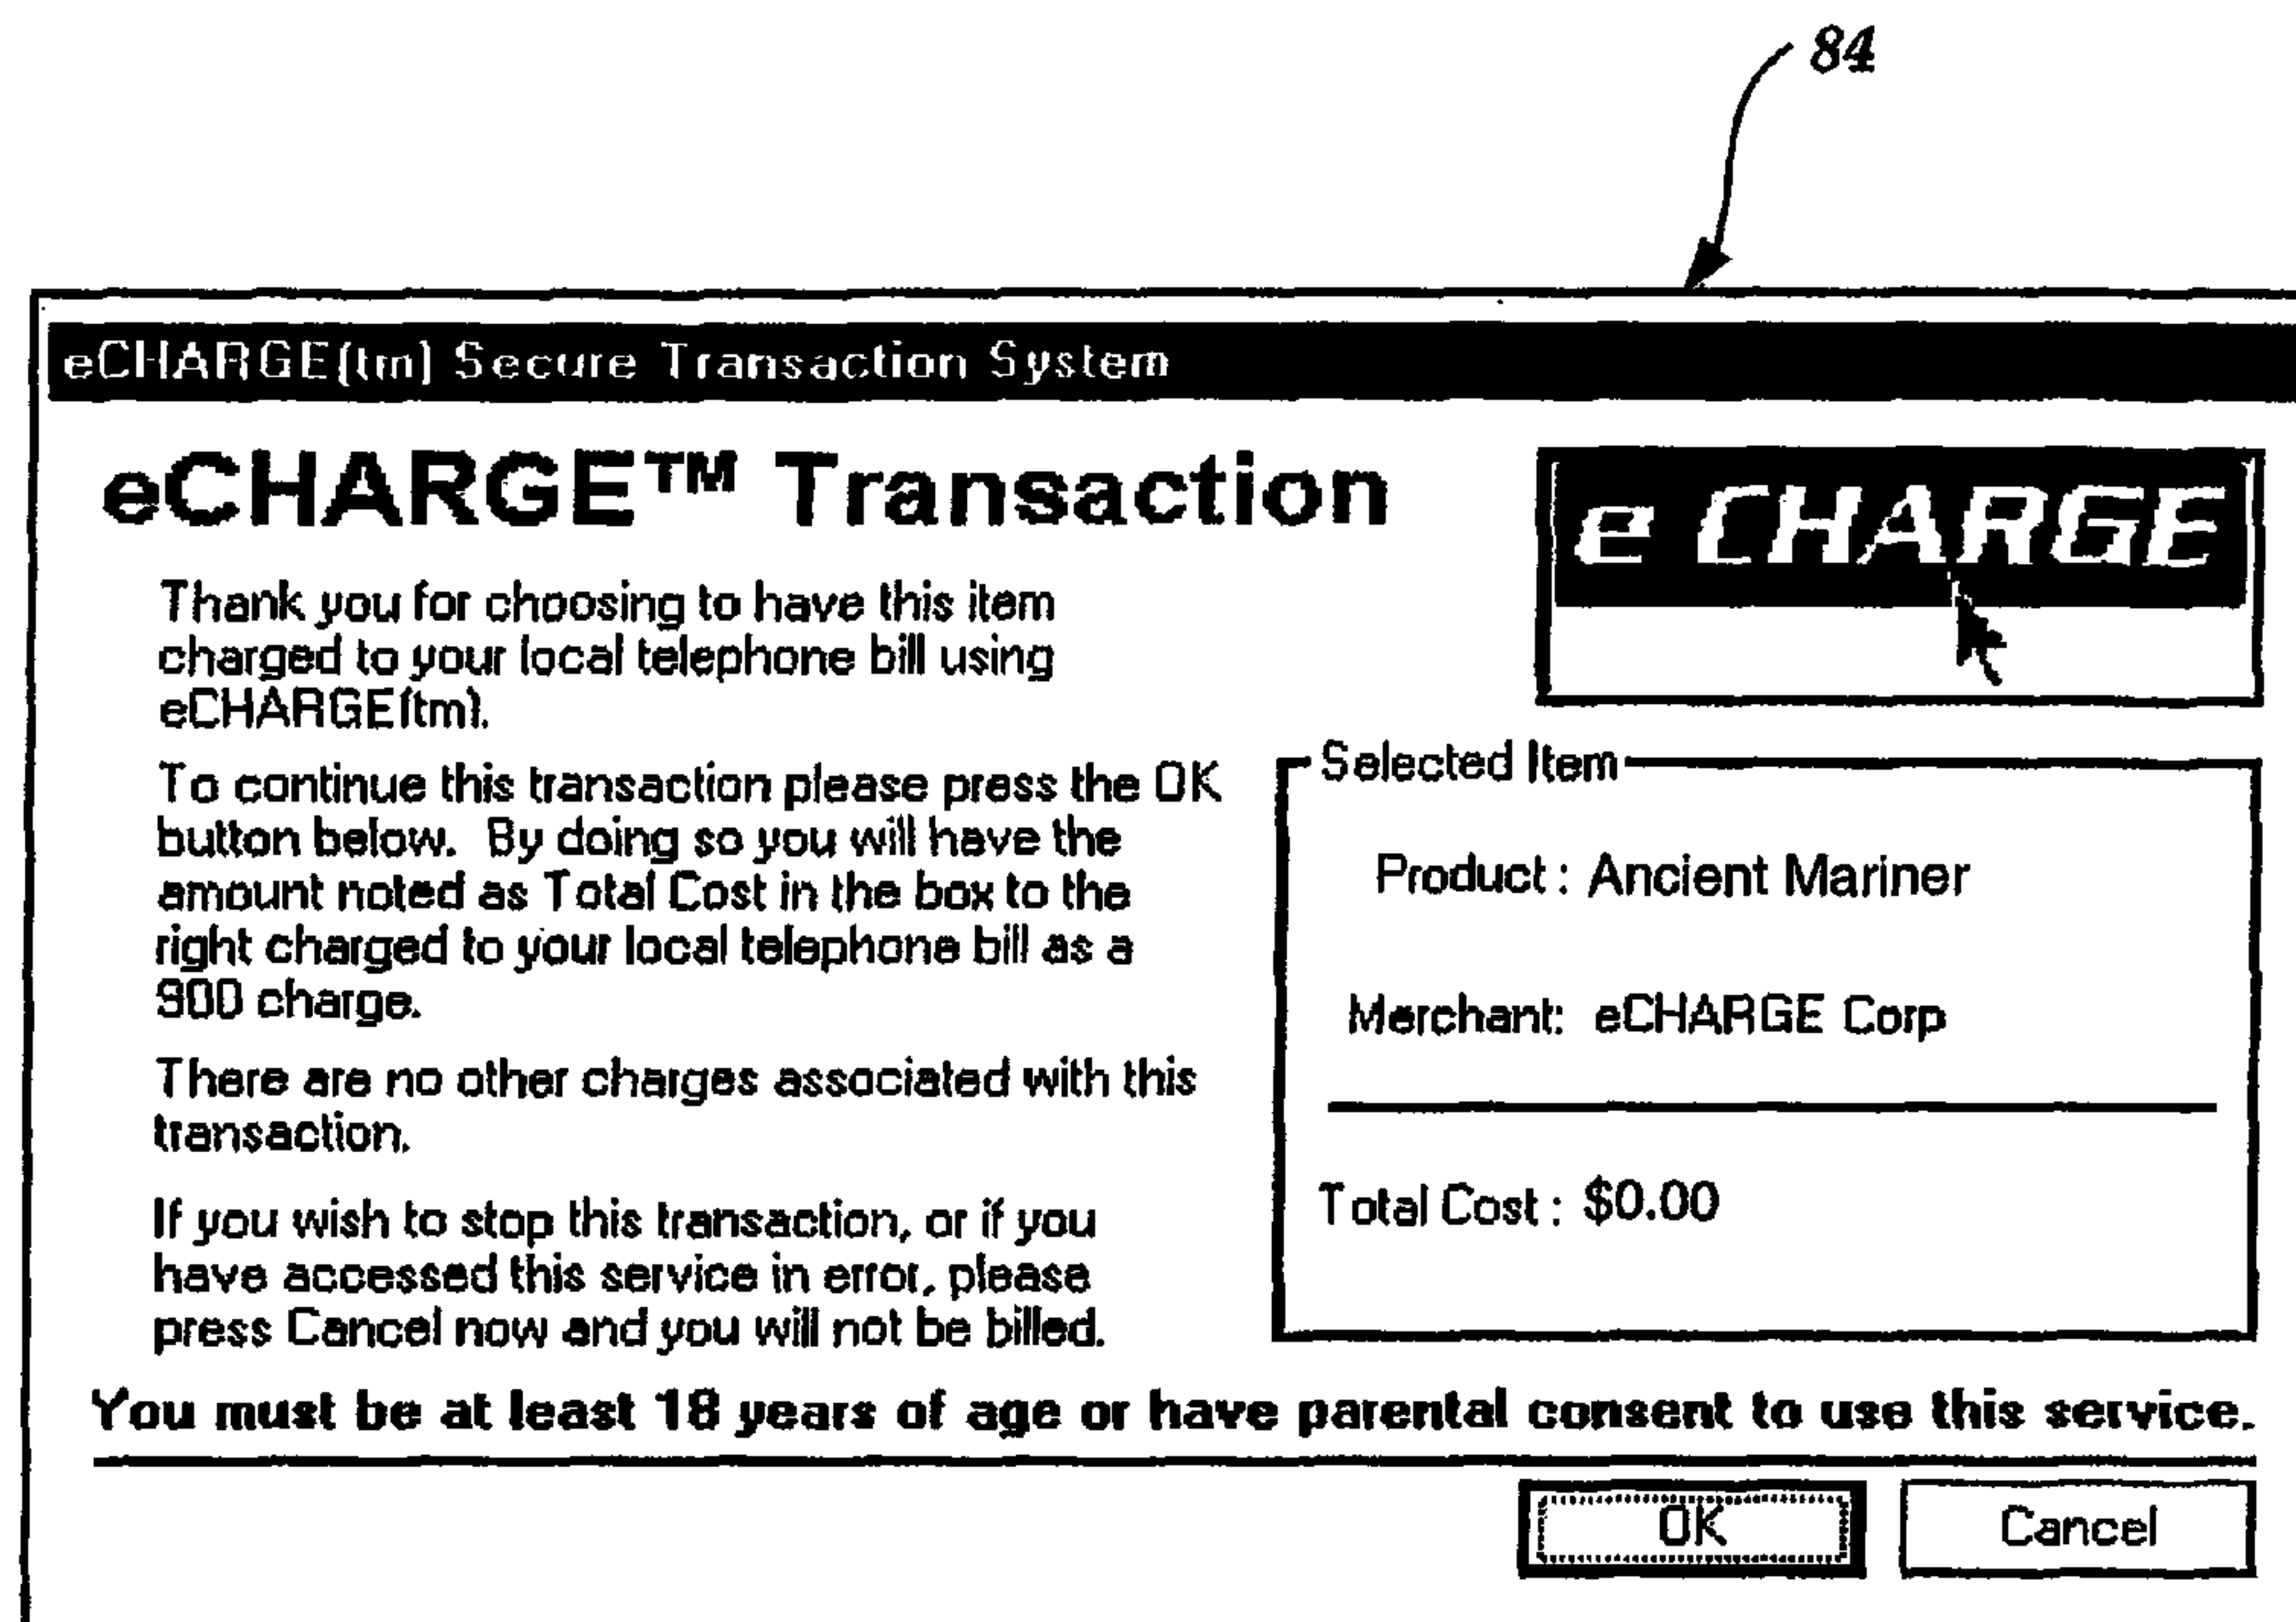 84
eCHARGE(tm) Secure Transaction System
eCHARGE™ Transaction
e CHARGE
Thank you for choosing to have this item
charged to your local telephone bill using
eCHARGE(tm).
To continue this transaction please press the OK
button below. By doing so you will have the
amount noted as Total Cost in the box to the
right charged to your local telephone bill as a
900 charge.
There are no other charges associated with this
transaction.
If you wish to stop this transaction, or if you
have accessed this service in error, please
press Cancel now and you will not be billed.
Selected Item
Product : Ancient Mariner
Merchant: eCHARGE Corp
Total Cost : $0.00
You must be at least 18 years of age or have parental consent to use this service.
OK
Cancel